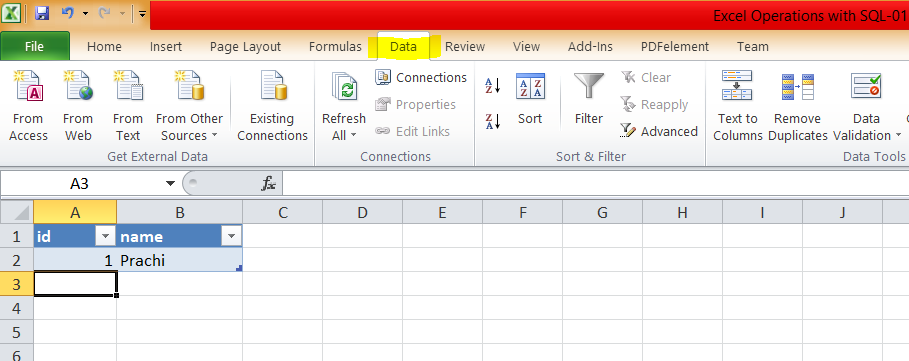 Excel Operations with SQL-01
File Home Insert Page Layout Formulas Data Review View Add-Ins PDFelement Team
From Access
From Web
From Text
From Other Sources
Existing Connections
Get External Data
Refresh All
Connections
Properties
Edit Links
Connections
A
Z
Z
A
A Z
Z A
Sort
Filter
Clear
Reapply
Advanced
Sort & Filter
Text to Columns
Remove Duplicates
Data Validation
Data Tools
A3 fx
A B C D E F G H I J
1 id name
2 1 Prachi
3
4
5
6